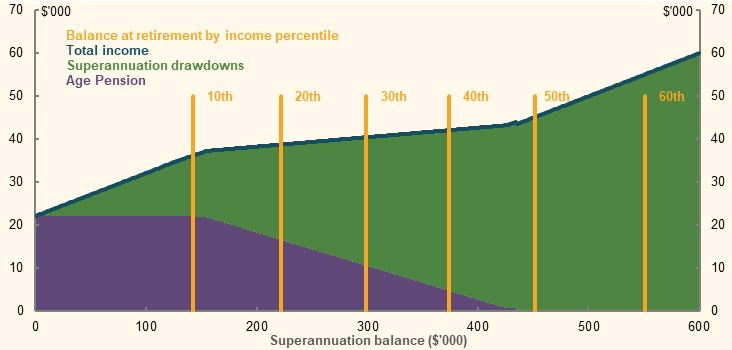 70 $'000 $'000 70
Balance at retirement by income percentile
60 Total income 60
Superannuation drawdowns
Age Pension
50 10th 20th 30th 40th 50th 60th 50
40 40
30 30
20 20
10 10
0 0
0 100 200 300 400 500 600
Superannuation balance ($'000)